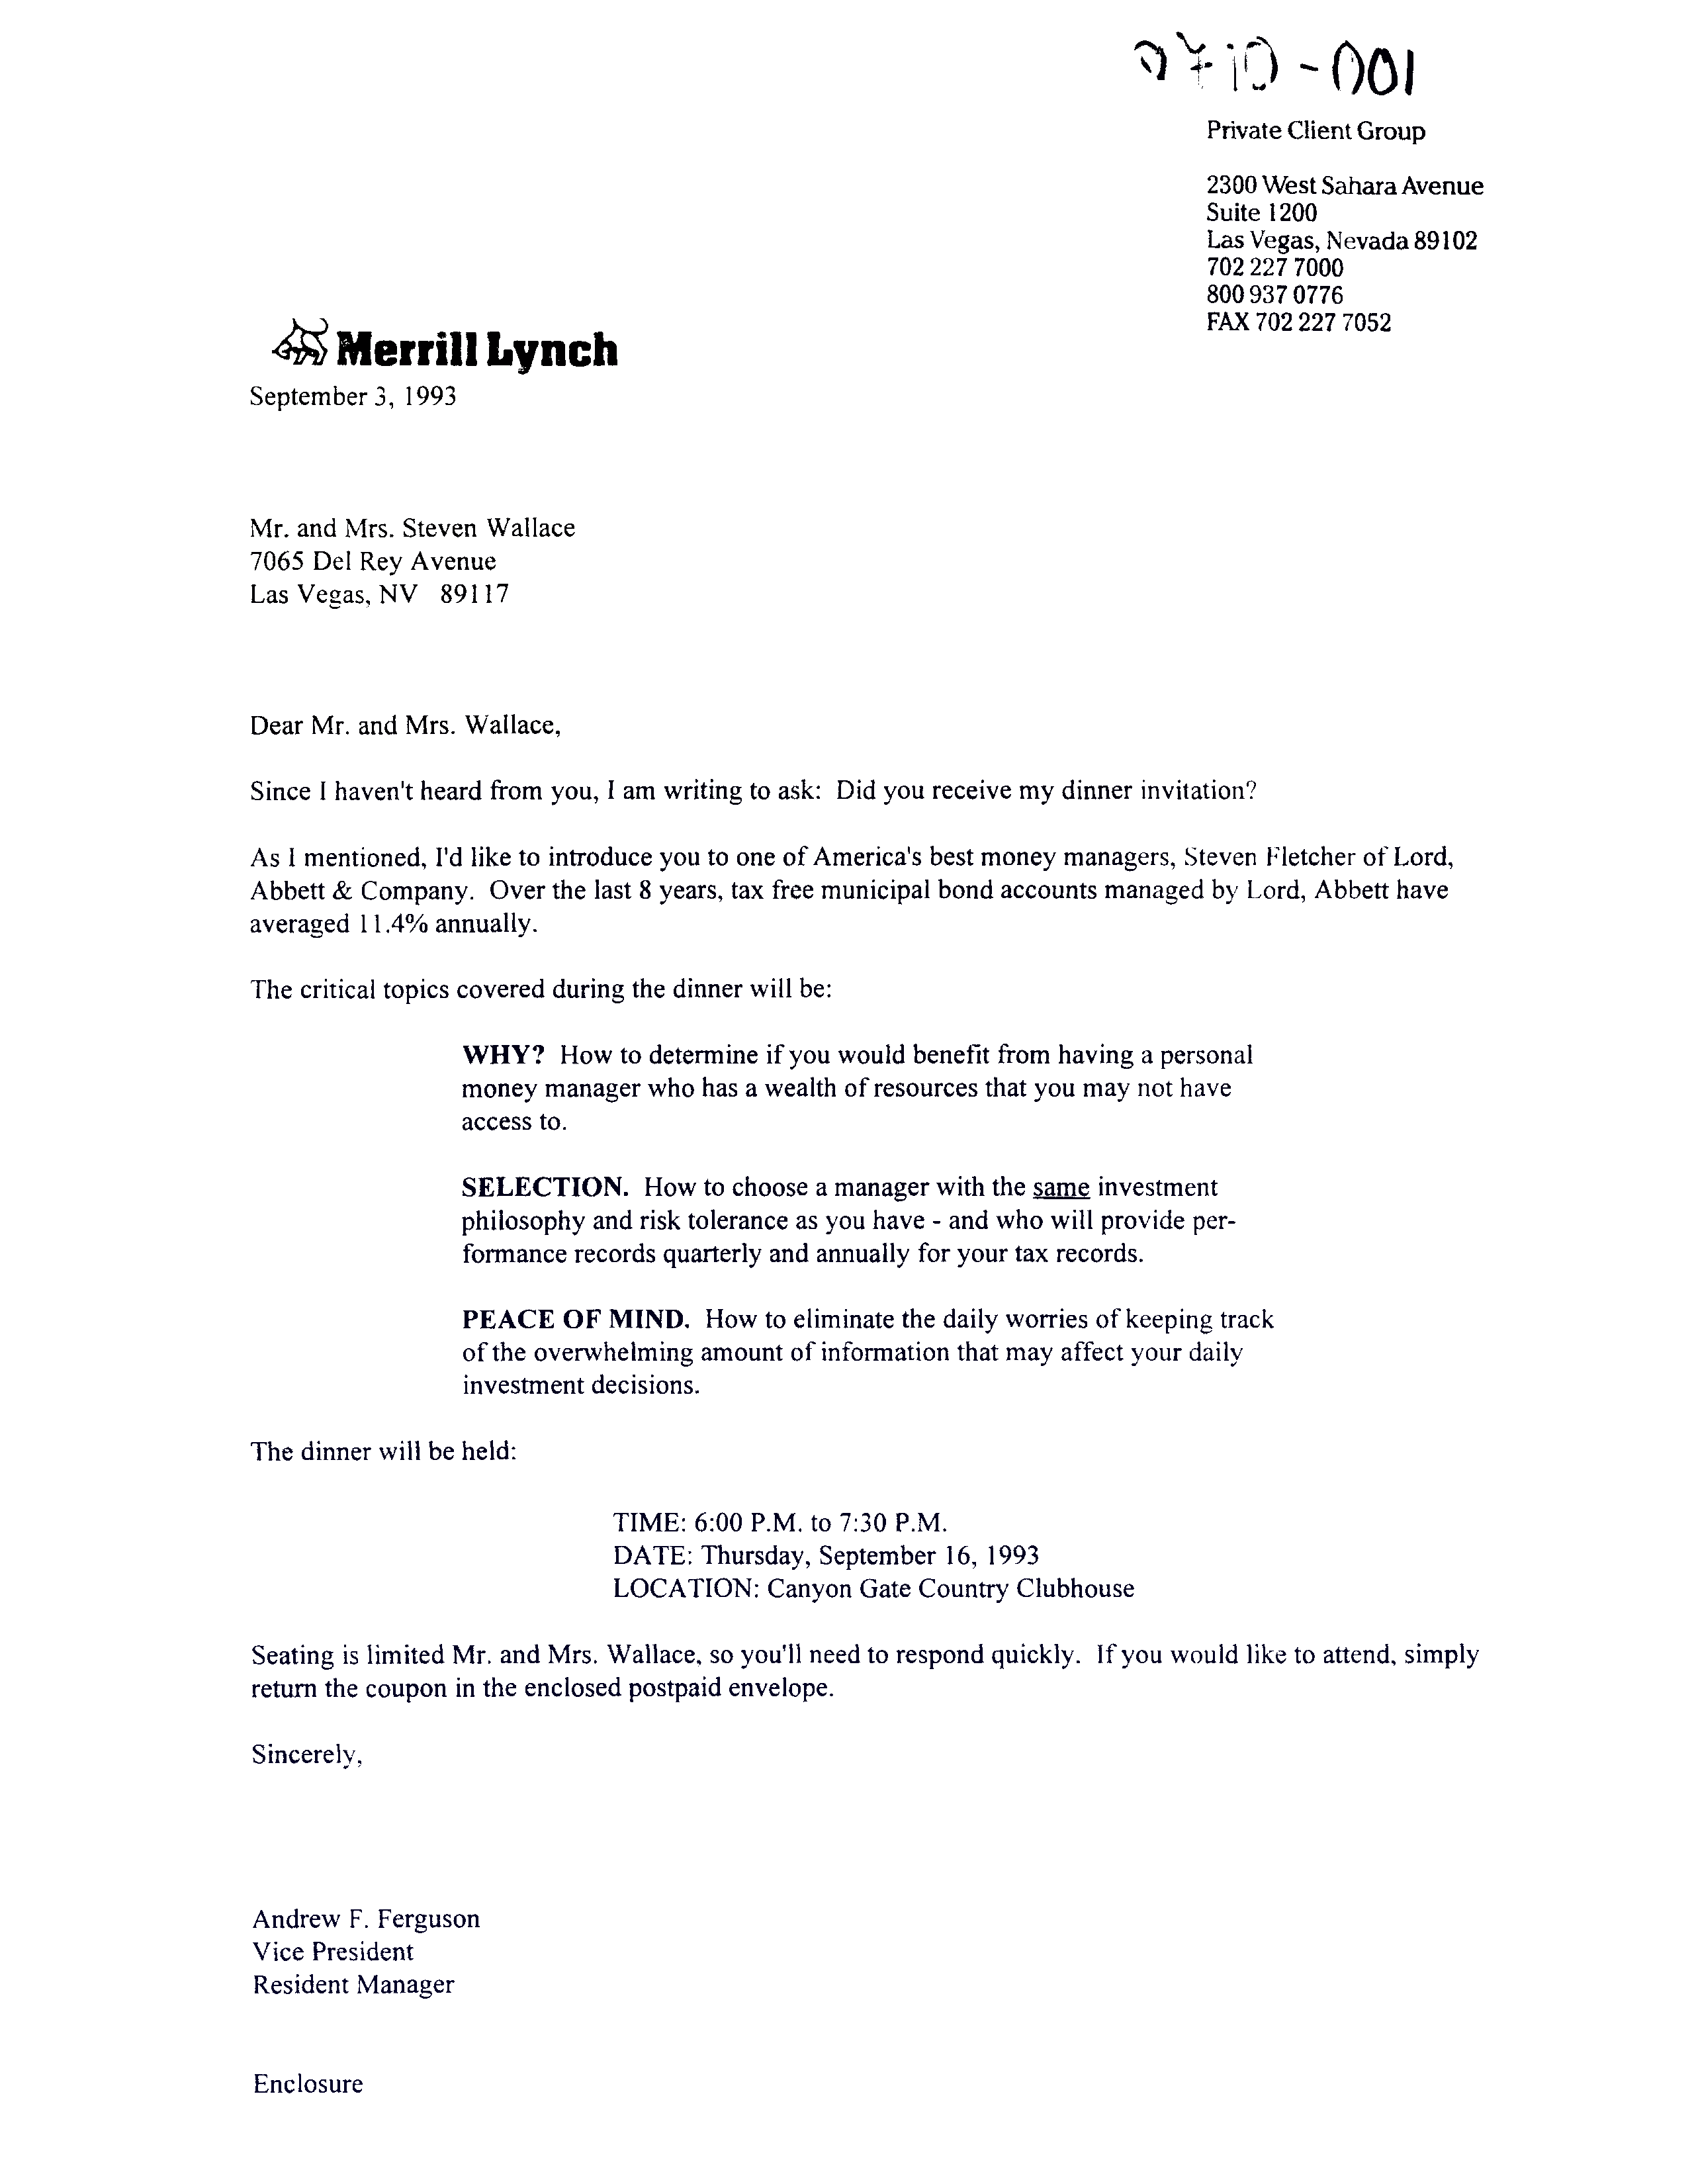 Private Client Group
2300 West Sahara Avenue
Suite 1200
Las Vegas, Nevada 89102
702 227 7000
800 937 0776
FAX 702 227 7052
Merrill Lynch
September 3, 1993
Mr. and Mrs. Steven Wallace
7065 Del Rey Avenue
Las Vegas, NV 89117
Dear Mr. and Mrs. Wallace,
Since I haven't heard from you, I am writing to ask: Did you receive my dinner invitation?
As I mentioned, I'd like to introduce you to one of America's best money managers, Steven Fletcher of Lord,
Abbett & Company. Over the last 8 years, tax free municipal bond accounts managed by Lord, Abbett have
averaged 11.4% annually.
The critical topics covered during the dinner will be:
WHY? How to determine if you would benefit from having a personal
money manager who has a wealth of resources that you may not have
access to.
SELECTION. How to choose a manager with the same investment
philosophy and risk tolerance as you have - and who will provide per-
formance records quarterly and annually for your tax records.
PEACE OF MIND. How to eliminate the daily worries of keeping track
of the overwhelming amount of information that may affect your daily
investment decisions.
The dinner will be held:
TIME: 6:00 P.M. to 7:30 P.M.
DATE: Thursday, September 16, 1993
LOCATION: Canyon Gate Country Clubhouse
Seating is limited Mr. and Mrs. Wallace, so you'll need to respond quickly. If you would like to attend, simply
return the coupon in the enclosed postpaid envelope.
Sincerely,
Andrew F. Ferguson
Vice President
Resident Manager
Enclosure